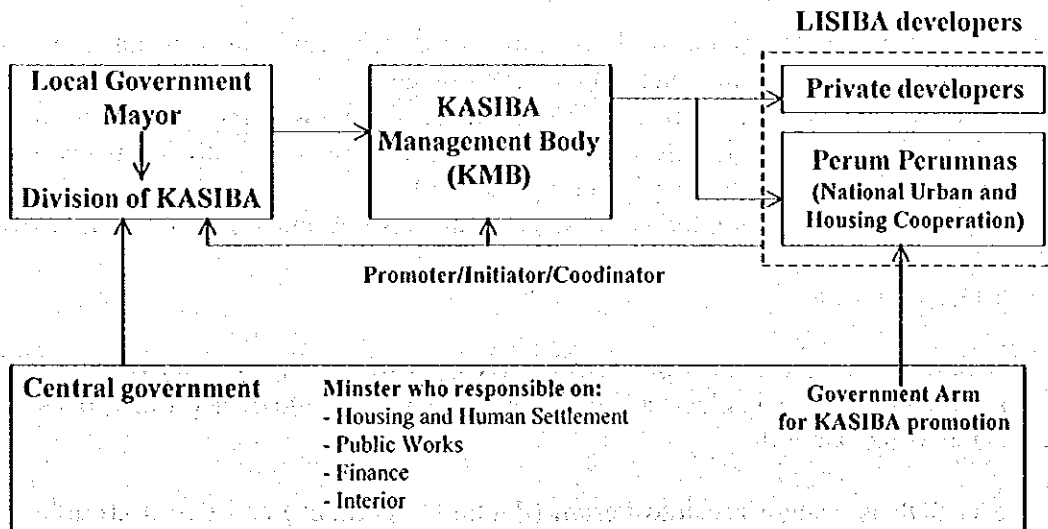 LISIBA developers
Local Government
Mayor
Division of KASIBA
KASIBA
Management Body
(KMB)
Private developers
Perum Perumnas
(National Urban and
Housing Cooperation)
Promoter/Initiator/Coodinator
Central government
Minster who responsible on:
- Housing and Human Settlement
- Public Works
- Finance
- Interior
Government Arm
for KASIBA promotion